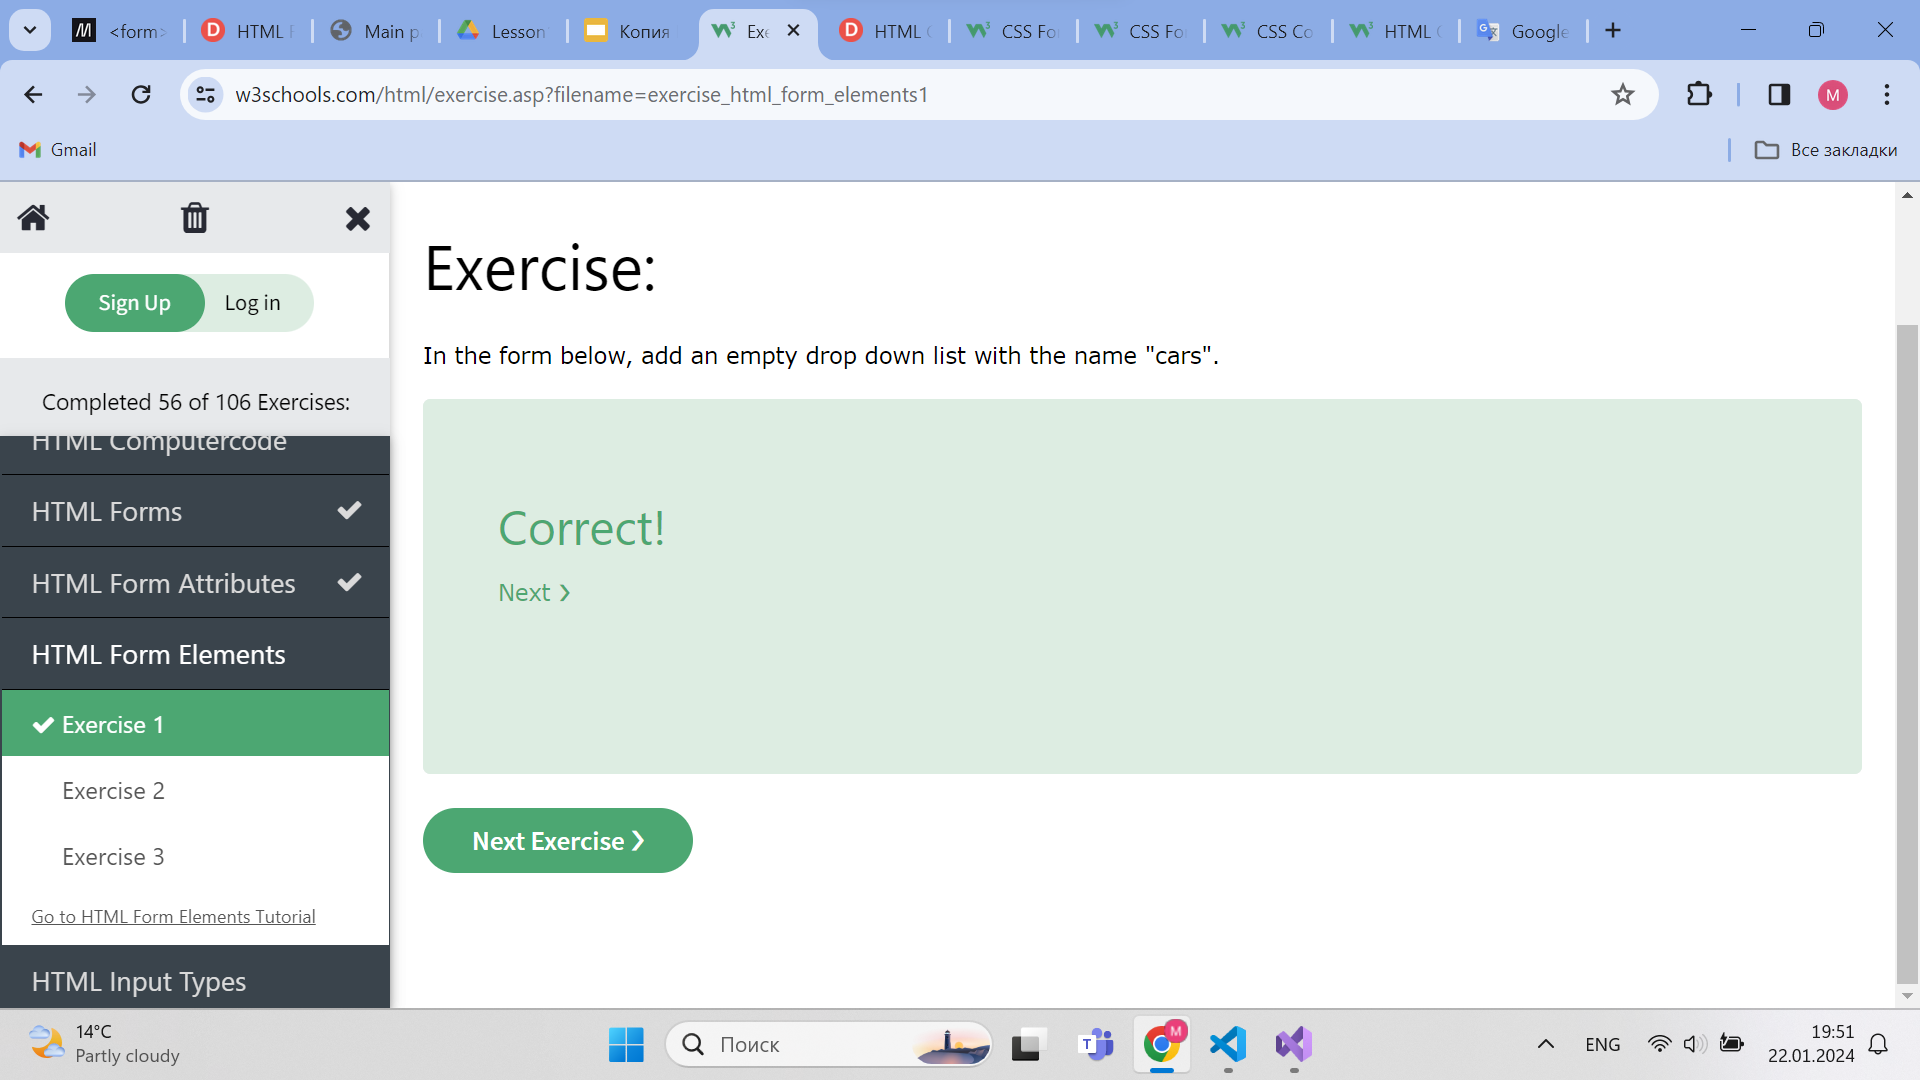 <form>
HTML F
Main p
Lesson
Копия
Exe
HTML
CSS Fo
CSS Fo
CSS Co
HTML
Google
w3schools.com/html/exercise.asp?filename=exercise_html_form_elements1
M
Gmail
Все закладки
Sign Up
Log in
Completed 56 of 106 Exercises:
HTML Computercode
HTML Forms
HTML Form Attributes
HTML Form Elements
Exercise 1
Exercise 2
Exercise 3
Go to HTML Form Elements Tutorial
HTML Input Types
Exercise:
In the form below, add an empty drop down list with the name "cars".
Correct!
Next ❯
Next Exercise ❯
14°C
Partly cloudy
Поиск
ENG
19:51
22.01.2024